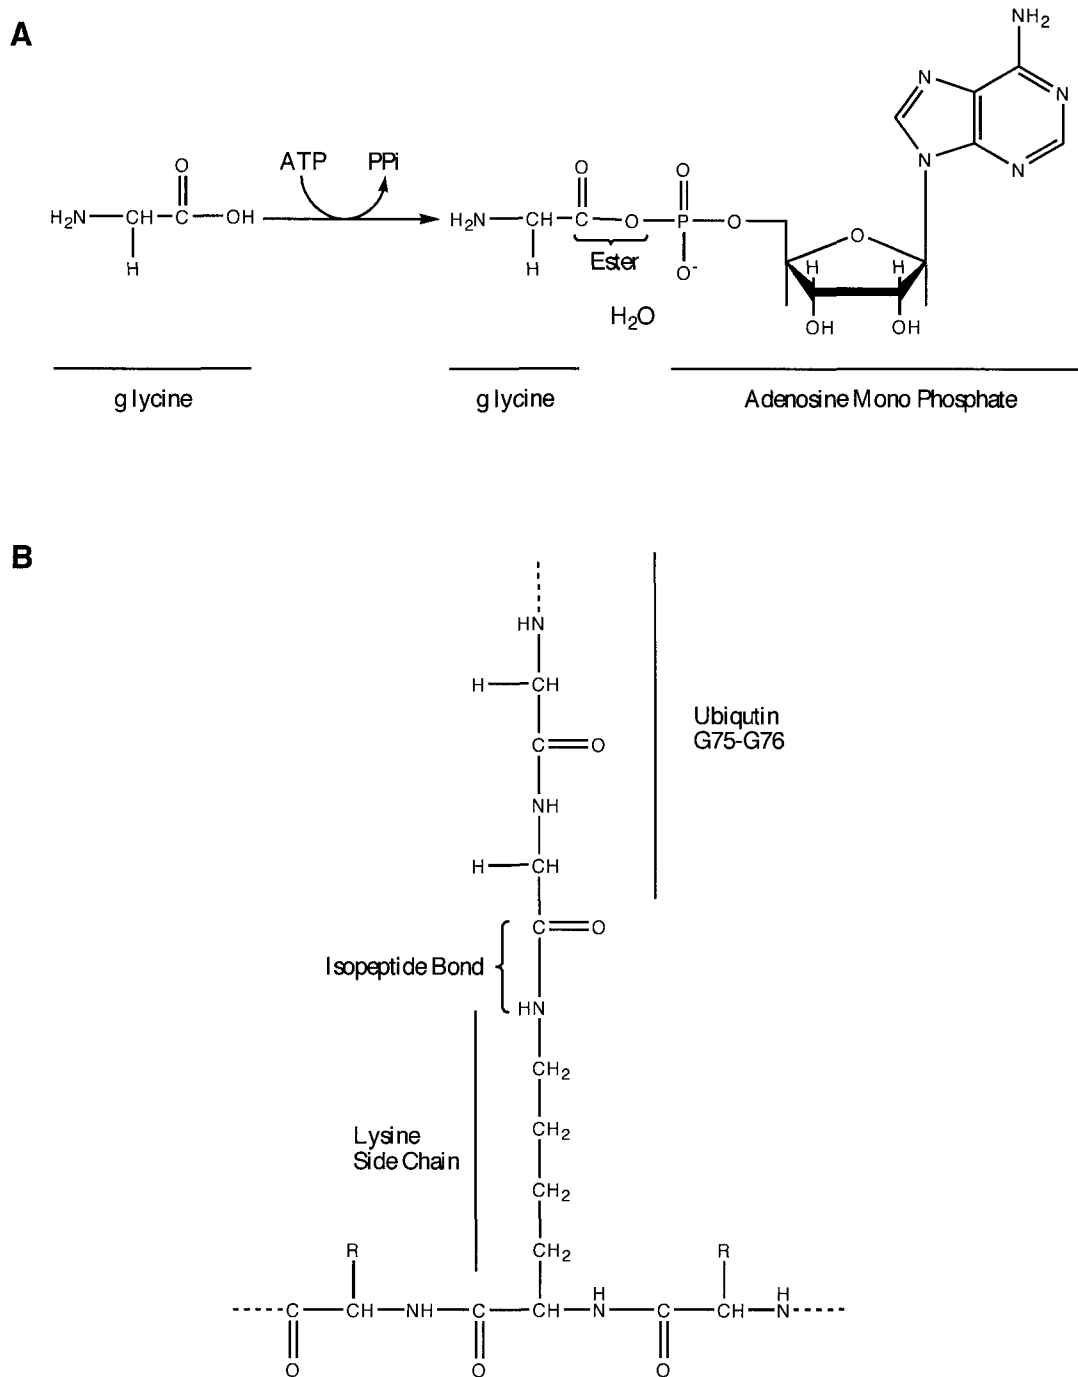 A
NH2
N
N
N
N
ATP
PPi
O
H2N
CH
C
OH
H
O
O
H2N
CH
C
O
P
O
O
H
Ester
O-
H
H
H2O
OH
OH
glycine
glycine
Adenosine Mono Phosphate
B
HN
H
CH
C
O
NH
H
CH
C
O
Ubiqutin
G75-G76
Isopeptide Bond
HN
CH2
CH2
CH2
CH2
Lysine
Side Chain
R
R
C
CH
NH
C
CH
H
N
C
CH
H
N
O
O
O